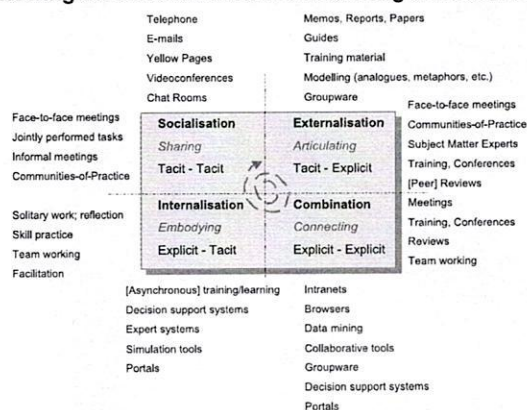 Telephone
E-mails
Yellow Pages
Videoconferences
Chat Rooms
Memos, Reports, Papers
Guides
Training material
Modelling (analogues, metaphors, etc.)
Groupware
Face-to-face meetings
Jointly performed tasks
Informal meetings
Communities-of-Practice
Socialisation
Sharing
Tacit - Tacit
Externalisation
Articulating
Tacit - Explicit
Face-to-face meetings
Communities-of-Practice
Subject Matter Experts
Training, Conferences
[Peer] Reviews
Solitary work; reflection
Skill practice
Team working
Facilitation
Internalisation
Embodying
Explicit - Tacit
Combination
Connecting
Explicit - Explicit
Meetings
Training, Conferences
Reviews
Team working
[Asynchronous] training/learning
Decision support systems
Expert systems
Simulation tools
Portals
Intranets
Browsers
Data mining
Collaborative tools
Groupware
Decision support systems
Portals